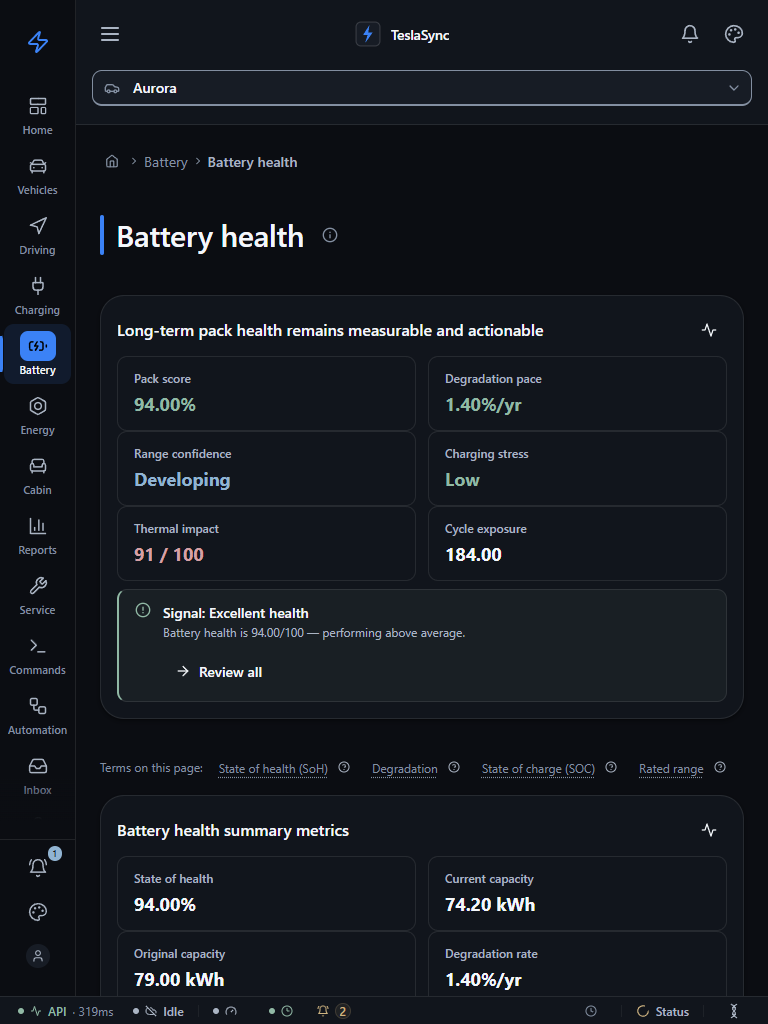 TeslaSync
Aurora
Home
Vehicles
Driving
Charging
Battery
Energy
Cabin
Reports
Service
Commands
Automation
Inbox
1
Battery
Battery health
Battery health
Long-term pack health remains measurable and actionable
Pack score
94.00%
Degradation pace
1.40%/yr
Range confidence
Developing
Charging stress
Low
Thermal impact
91 / 100
Cycle exposure
184.00
Signal: Excellent health
Battery health is 94.00/100 — performing above average.
Review all
Terms on this page: State of health (SoH) Degradation State of charge (SOC) Rated range
Battery health summary metrics
State of health
94.00%
Current capacity
74.20 kWh
Original capacity
79.00 kWh
Degradation rate
1.40%/yr
API · 319ms Idle 2 Status